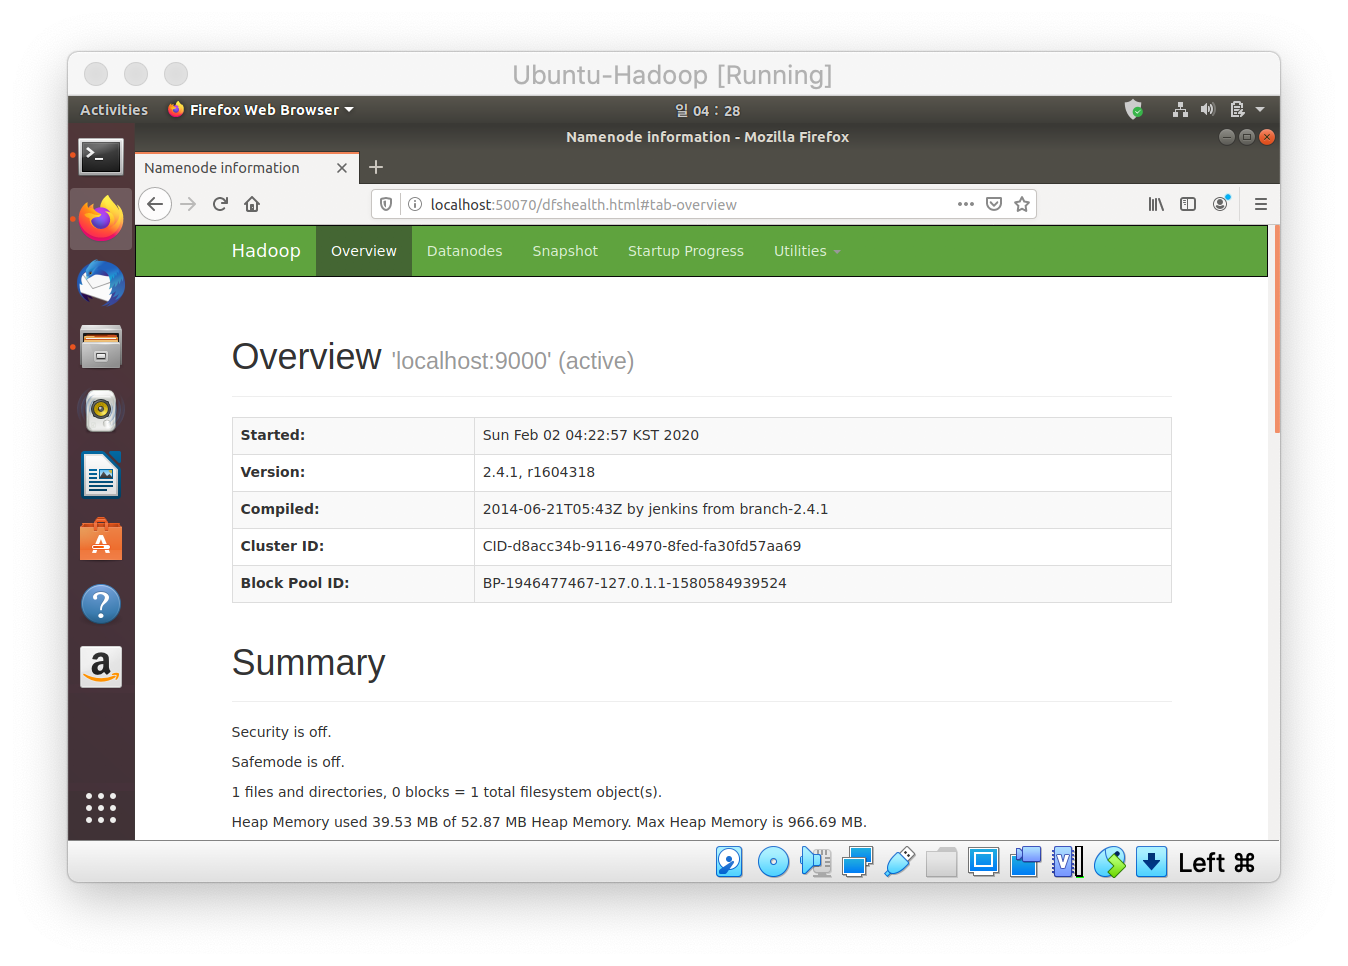 Ubuntu-Hadoop [Running]
Activities Firefox Web Browser 일 04 : 28
Namenode information - Mozilla Firefox
Namenode information
localhost:50070/dfshealth.html#tab-overview
Hadoop Overview Datanodes Snapshot Startup Progress Utilities
Overview 'localhost:9000' (active)
Started: Sun Feb 02 04:22:57 KST 2020
Version: 2.4.1, r1604318
Compiled: 2014-06-21T05:43Z by jenkins from branch-2.4.1
Cluster ID: CID-d8acc34b-9116-4970-8fed-fa30fd57aa69
Block Pool ID: BP-1946477467-127.0.1.1-1580584939524
Summary
Security is off.
Safemode is off.
1 files and directories, 0 blocks = 1 total filesystem object(s).
Heap Memory used 39.53 MB of 52.87 MB Heap Memory. Max Heap Memory is 966.69 MB.
Left ⌘